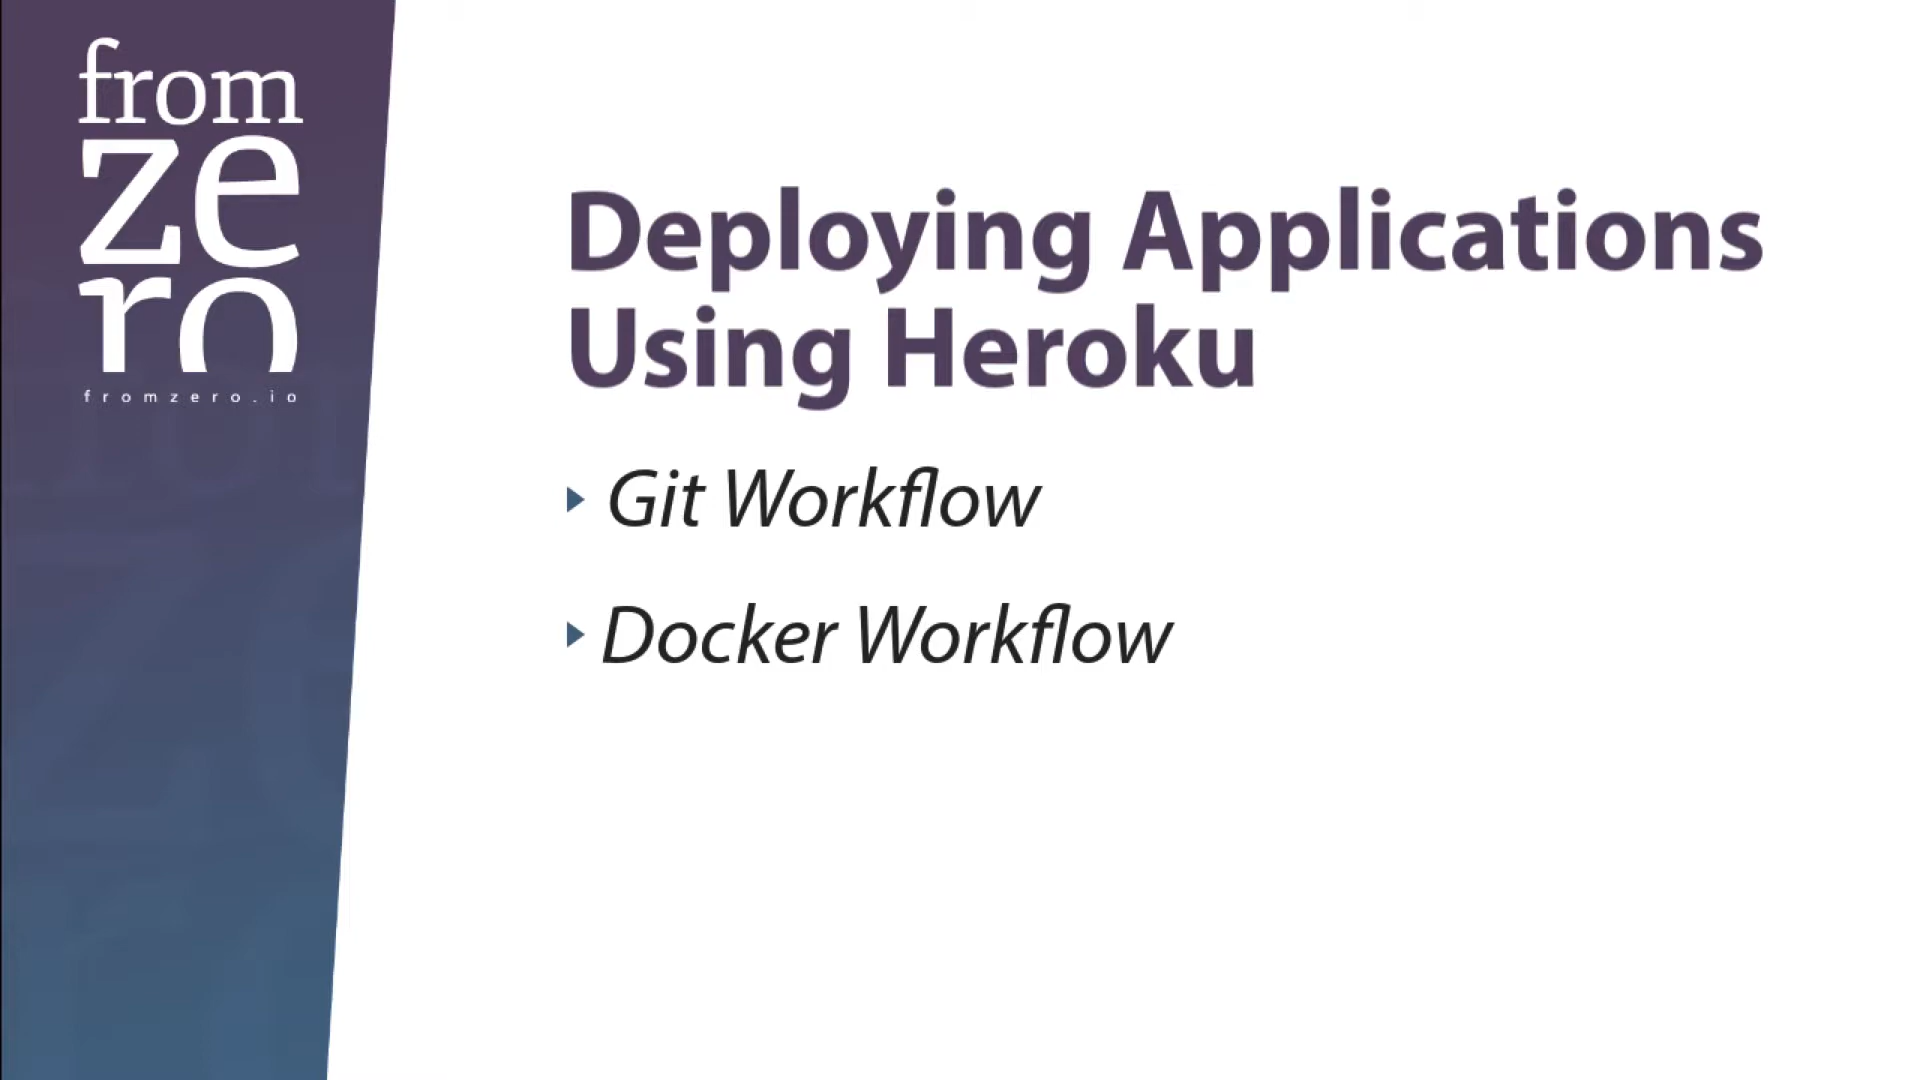 from
ze
ro
fromzero.io
Deploying Applications
Using Heroku
Git Workflow
Docker Workflow